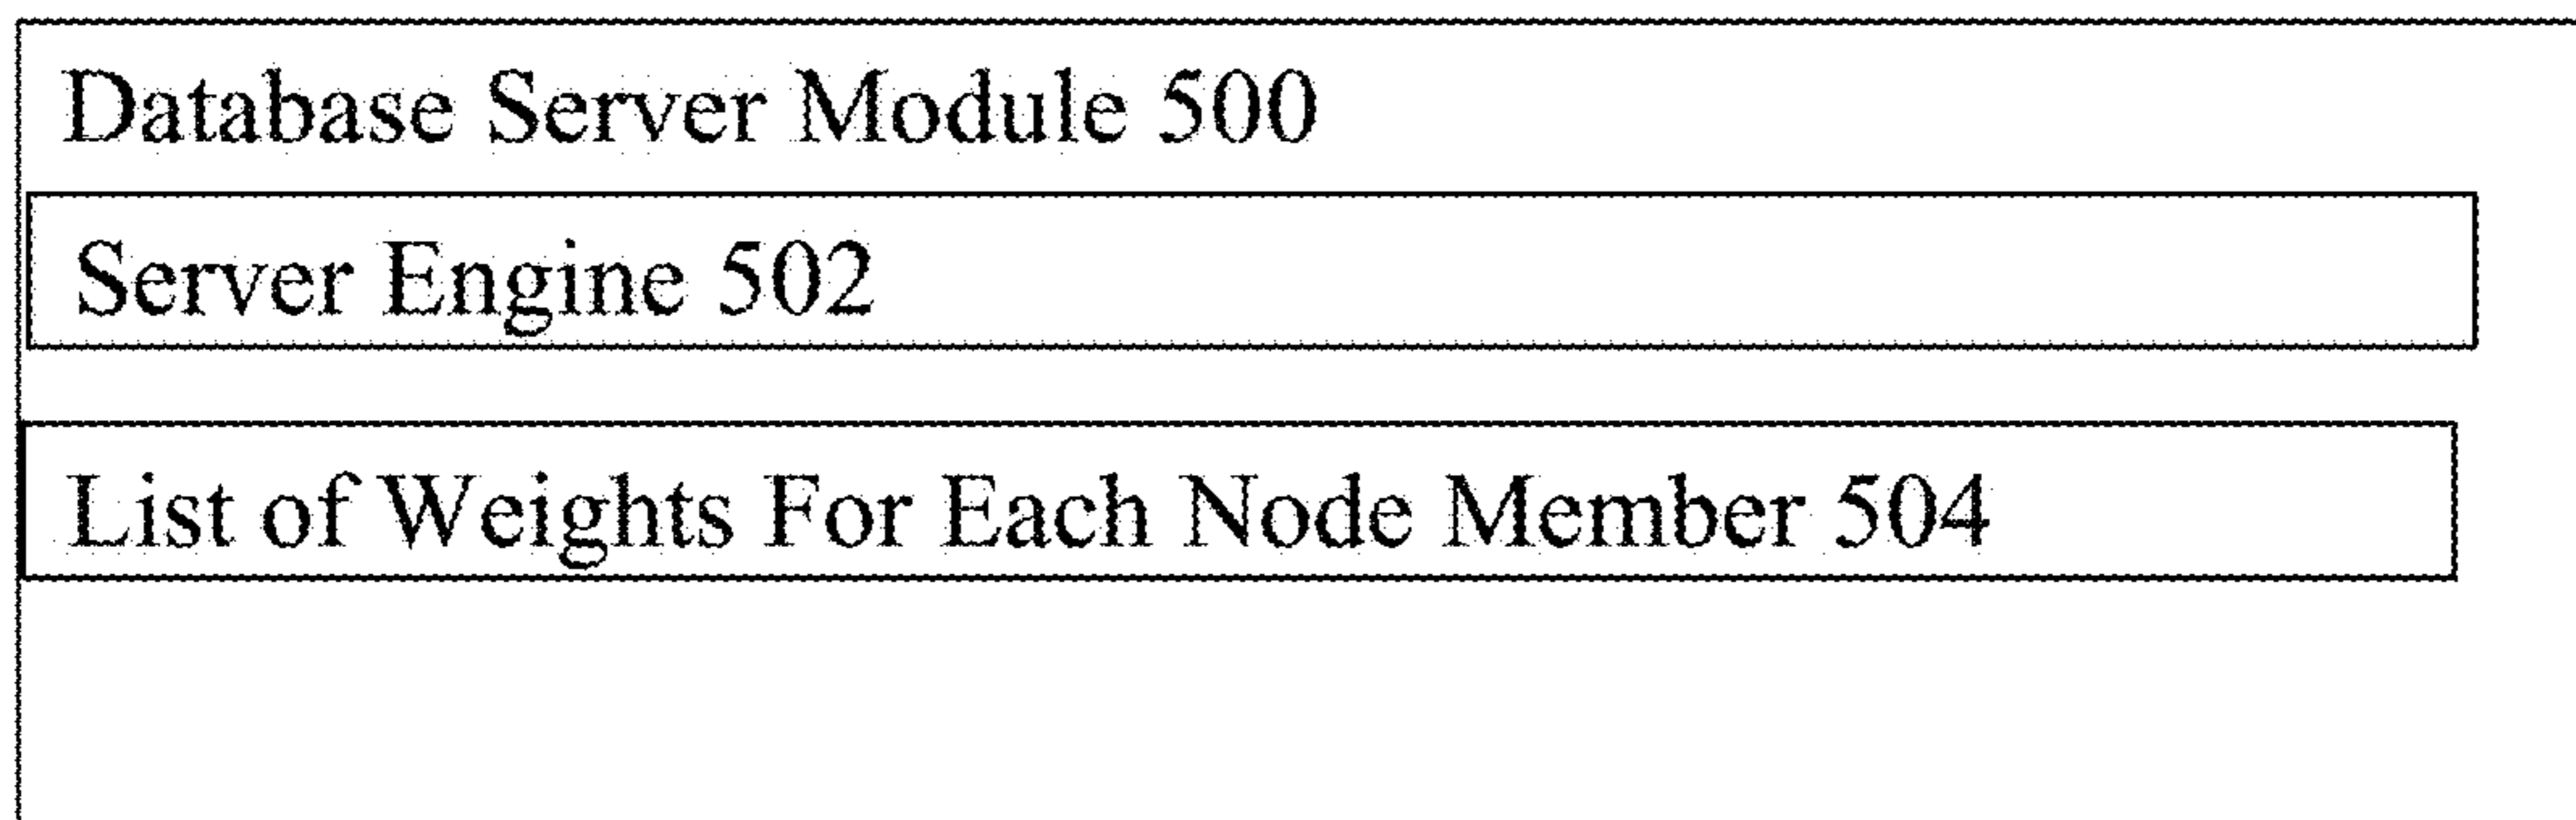 Database Server Module 500
Server Engine 502
List of Weights For Each Node Member 504